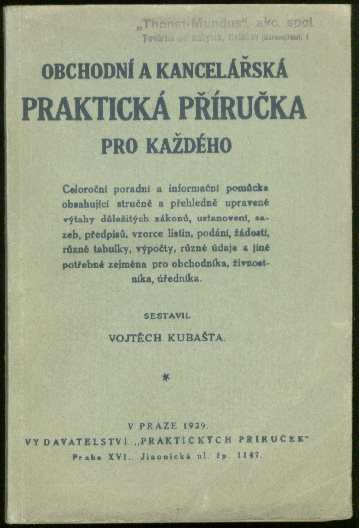 „Thonet-Mundus", akc. spol.
OBCHODNÍ A KANCELÁŘSKÁ
PRAKTICKÁ PŘÍRUČKA
PRO KAŽDÉHO
Celoroční poradní a informační pomůcka
obsahující stručně a přehledně upravené
výtahy důležitých zákonů, ustanovení, sa-
zeb, předpisů, vzorce listin, podání, žádostí,
různé tabulky, výpočty, různé údaje a jiné
potřebné zejména pro obchodníka, živnost-
níka, úředníka.
SESTAVIL
VOJTĚCH KUBAŠTA.
*
V PRAZE 1929.
VYDAVATELSTVÍ „PRAKTICKÝCH PŘÍRUČEK"
Praha XVI., Jinonická ul. čp. 1147.